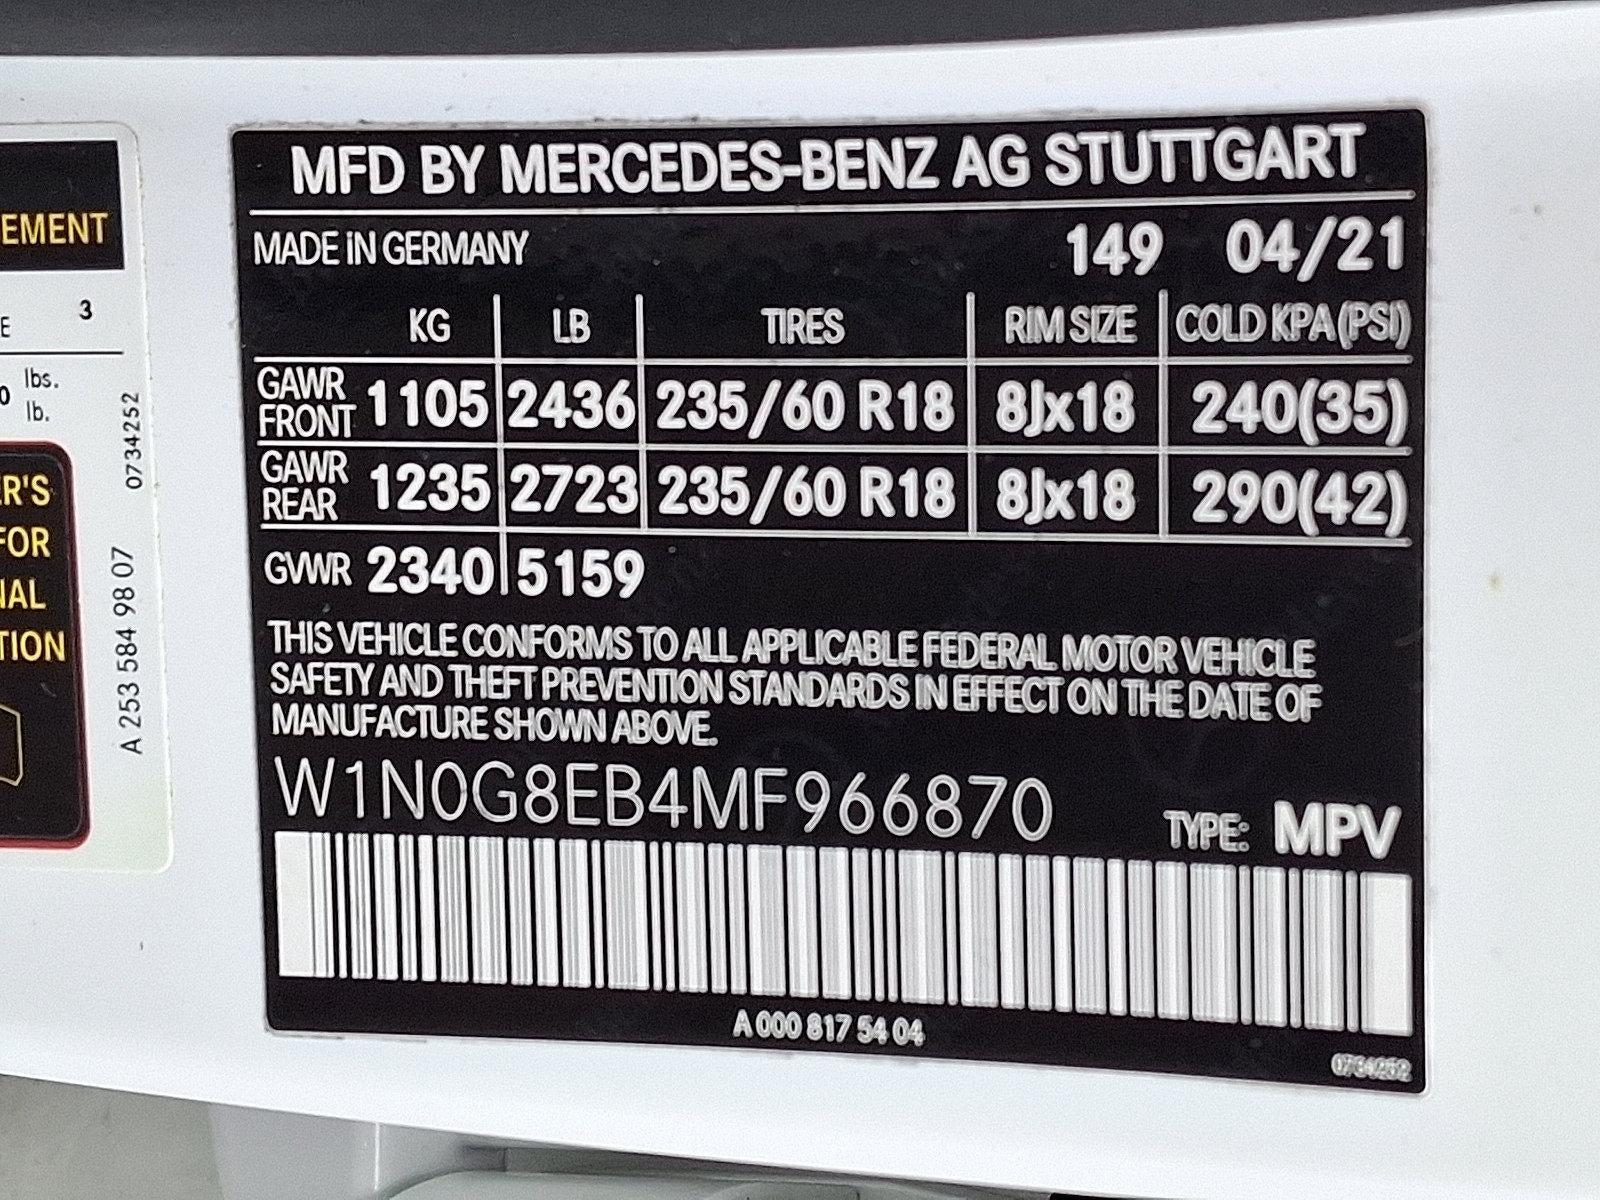 MFD BY MERCEDES-BENZ AG STUTTGART
MADE iN GERMANY 149 04/21
KG LB TIRES RIM SIZE COLD KPA (PSI)
GAWR FRONT 1105 2436 235/60 R18 8Jx18 240(35)
GAWR REAR 1235 2723 235/60 R18 8Jx18 290(42)
GVWR 2340 5159
THIS VEHICLE CONFORMS TO ALL APPLICABLE FEDERAL MOTOR VEHICLE
SAFETY AND THEFT PREVENTION STANDARDS IN EFFECT ON THE DATE OF
MANUFACTURE SHOWN ABOVE.
W1N0G8EB4MF966870
TYPE: MPV
A 000 817 54 04
0734252
EMENT
E 3
0 lbs.
lb.
ER'S
FOR
NAL
TION
A 253 584 98 07
0734252